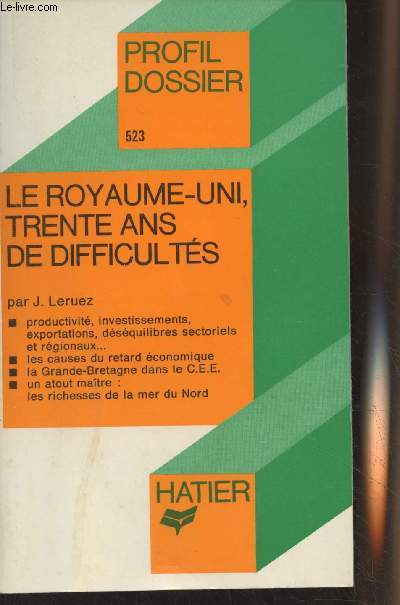 Le-livre.com
PROFIL
DOSSIER
523
LE ROYAUME-UNI,
TRENTE ANS
DE DIFFICULTÉS
par J. Leruez
■ productivité, investissements,
exportations, déséquilibres sectoriels
et régionaux...
■ les causes du retard économique
■ la Grande-Bretagne dans le C.E.E.
■ un atout maître :
les richesses de la mer du Nord
HATIER